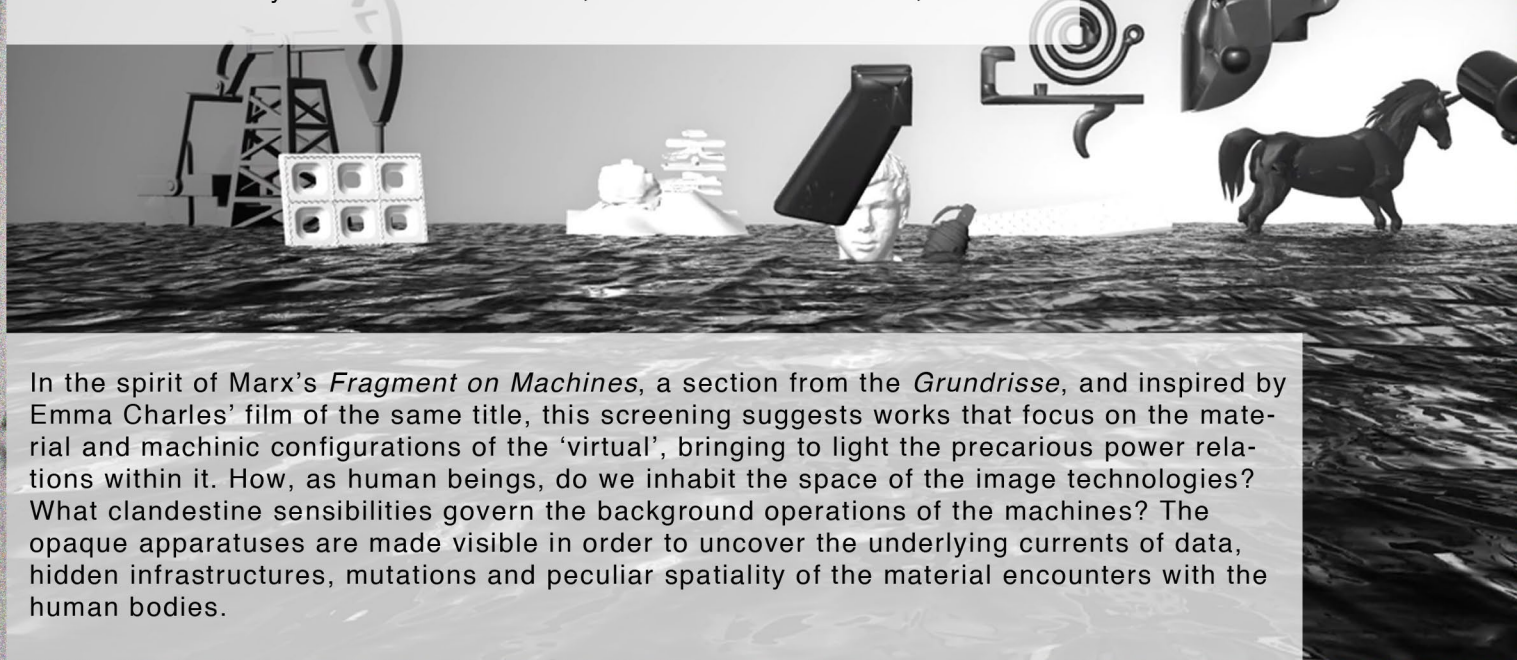 In the spirit of Marx’s Fragment on Machines, a section from the Grundrisse, and inspired by
Emma Charles’ film of the same title, this screening suggests works that focus on the mate-
rial and machinic configurations of the ‘virtual’, bringing to light the precarious power rela-
tions within it. How, as human beings, do we inhabit the space of the image technologies?
What clandestine sensibilities govern the background operations of the machines? The
opaque apparatuses are made visible in order to uncover the underlying currents of data,
hidden infrastructures, mutations and peculiar spatiality of the material encounters with the
human bodies.